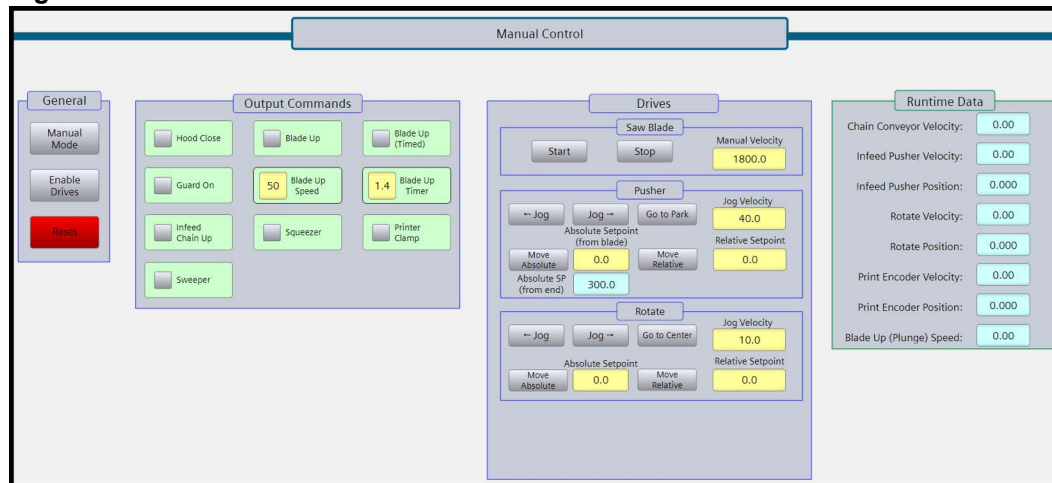 Manual Control
General
Manual
Mode
Enable
Drives
Reset
Output Commands
Hood Close
Blade Up
Blade Up
(Timed)
Guard On
50
Blade Up
Speed
1.4
Blade Up
Timer
Infeed
Chain Up
Squeezer
Printer
Clamp
Sweeper
Drives
Saw Blade
Start
Stop
Manual Velocity
1800.0
Pusher
←Jog
Jog→
Go to Park
Jog Velocity
40.0
Absolute Setpoint
(from blade)
Relative Setpoint
Move
Absolute
0.0
Move
Relative
0.0
Absolute SP
(from end)
300.0
Rotate
←Jog
Jog→
Go to Center
Jog Velocity
10.0
Absolute Setpoint
Relative Setpoint
Move
Absolute
0.0
Move
Relative
0.0
Runtime Data
Chain Conveyor Velocity: 0.00
Infeed Pusher Velocity: 0.00
Infeed Pusher Position: 0.000
Rotate Velocity: 0.00
Rotate Position: 0.000
Print Encoder Velocity: 0.00
Print Encoder Position: 0.000
Blade Up (Plunge) Speed: 0.00